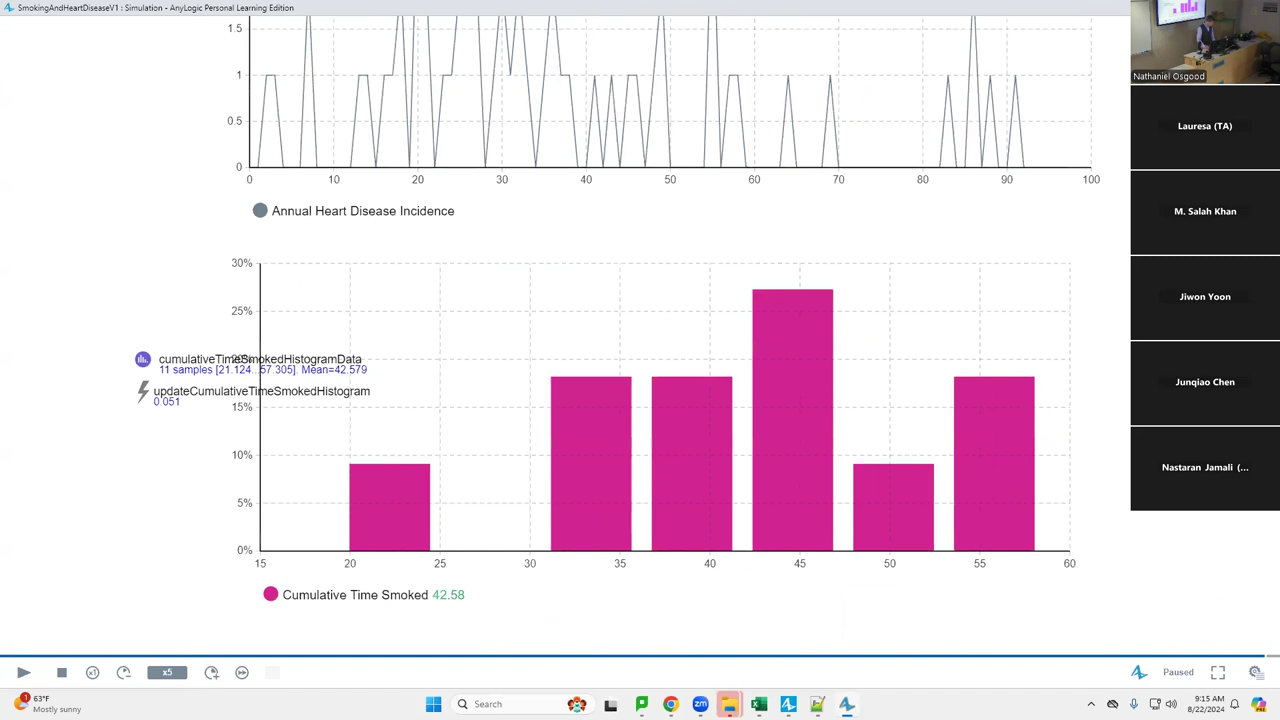 SmokingAndHeartDiseaseV1 : Simulation - AnyLogic Personal Learning Edition
1.5
1
0.5
0
0 10 20 30 40 50 60 70 80 90 100
Annual Heart Disease Incidence
30%
25%
20%
15%
10%
5%
0%
cumulativeTimeSmokedHistogramData
11 samples [21.124...57.305]. Mean=42.579
updateCumulativeTimeSmokedHistogram
0.051
15 20 25 30 35 40 45 50 55 60
Cumulative Time Smoked 42.58
x1
x5
Paused
Nathaniel Osgood
Lauresa (TA)
M. Salah Khan
Jiwon Yoon
Junqiao Chen
Nastaran Jamali (...
1
63°F
Mostly sunny
Search
zm
9:15 AM
8/22/2024